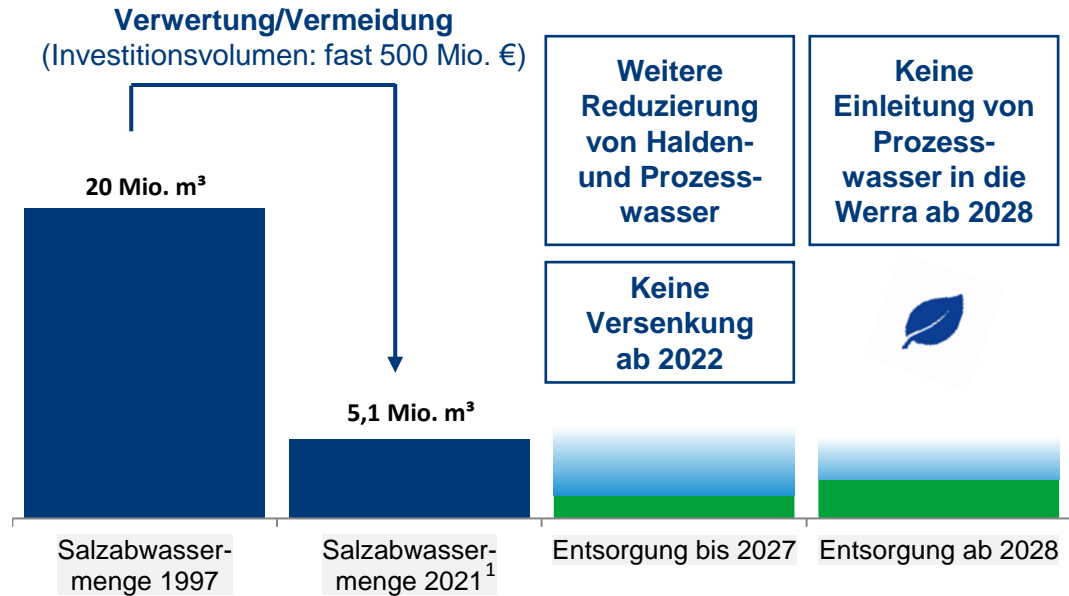 Verwertung/Vermeidung
(Investitionsvolumen: fast 500 Mio. €)
20 Mio. m³
5,1 Mio. m³
Weitere
Reduzierung
von Halden-
und Prozess-
wasser
Keine
Versenkung
ab 2022
Keine
Einleitung von
Prozess-
wasser in die
Werra ab 2028
Salzabwasser-
menge 1997
Salzabwasser-
menge 2021¹
Entsorgung bis 2027
Entsorgung ab 2028